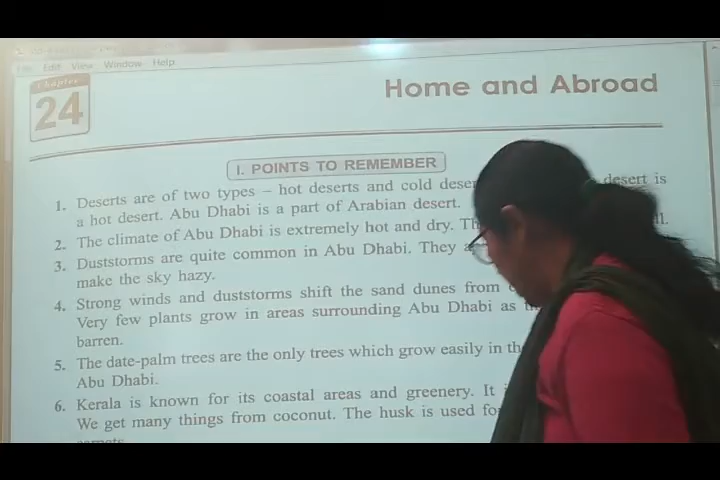 File Edit View Window Help
Chapter
24
Home and Abroad
I. POINTS TO REMEMBER
1. Deserts are of two types – hot deserts and cold desert is
a hot desert. Abu Dhabi is a part of Arabian desert.
2. The climate of Abu Dhabi is extremely hot and dry.
3. Duststorms are quite common in Abu Dhabi. They
make the sky hazy.
4. Strong winds and duststorms shift the sand dunes from
Very few plants grow in areas surrounding Abu Dhabi as
barren.
5. The date-palm trees are the only trees which grow easily in
Abu Dhabi.
6. Kerala is known for its coastal areas and greenery. It
We get many things from coconut. The husk is used